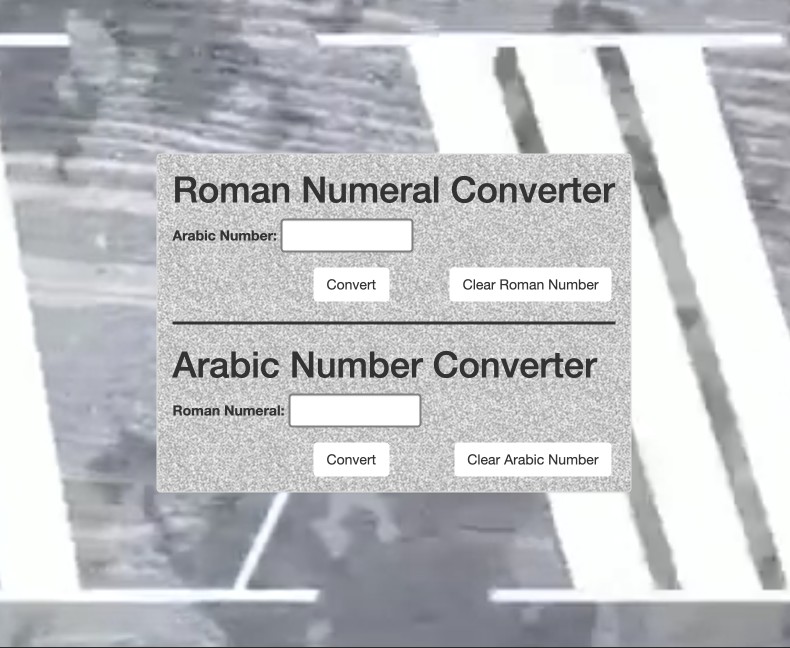 Roman Numeral Converter
Arabic Number:
Convert Clear Roman Number
Arabic Number Converter
Roman Numeral:
Convert Clear Arabic Number